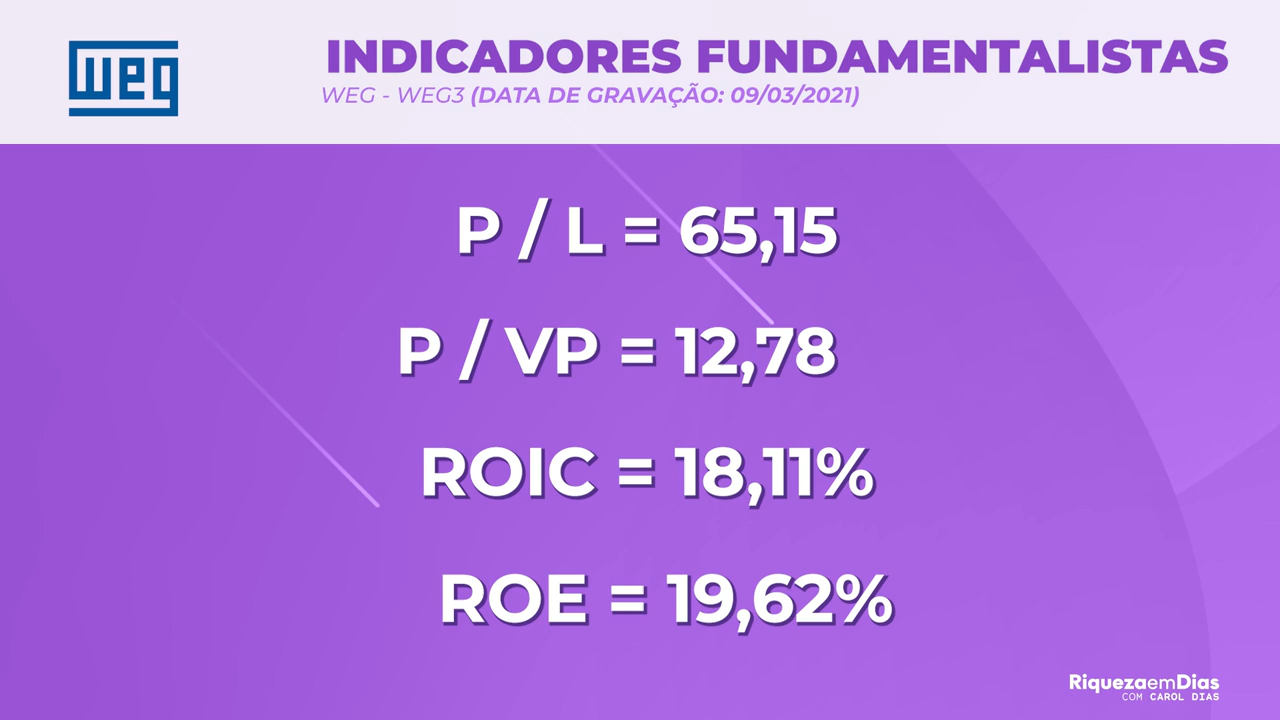 weg
INDICADORES FUNDAMENTALISTAS
WEG - WEG3 (DATA DE GRAVAÇÃO: 09/03/2021)
P / L = 65,15
P / VP = 12,78
ROIC = 18,11%
ROE = 19,62%
RiquezaemDias
COM CAROL DIAS